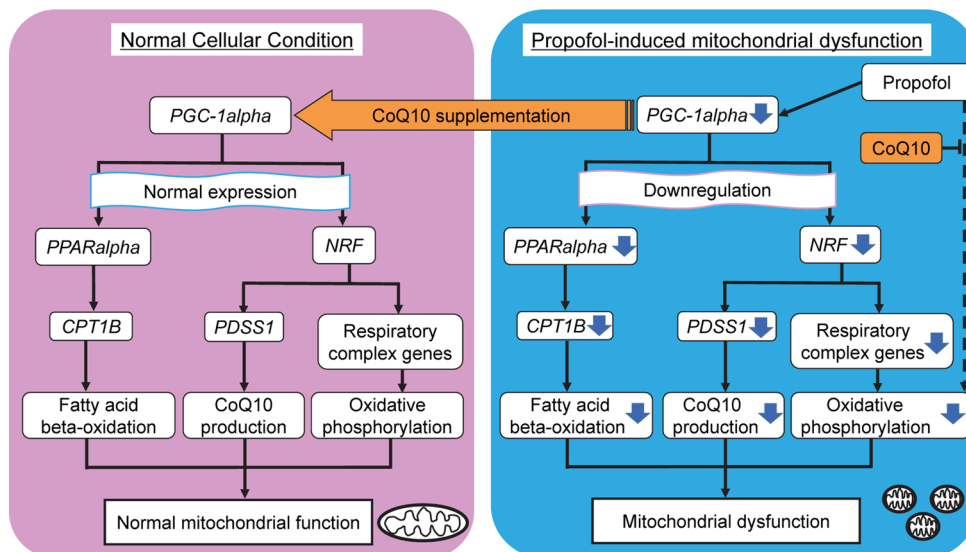 Normal Cellular Condition
PGC-1alpha
Normal expression
PPARalpha
NRF
CPT1B
PDSS1
Respiratory
complex genes
Fatty acid
beta-oxidation
CoQ10
production
Oxidative
phosphorylation
Normal mitochondrial function
CoQ10 supplementation
Propofol-induced mitochondrial dysfunction
Propofol
PGC-1alpha
CoQ10
Downregulation
PPARalpha
NRF
CPT1B
PDSS1
Respiratory
complex genes
Fatty acid
beta-oxidation
CoQ10
production
Oxidative
phosphorylation
Mitochondrial dysfunction